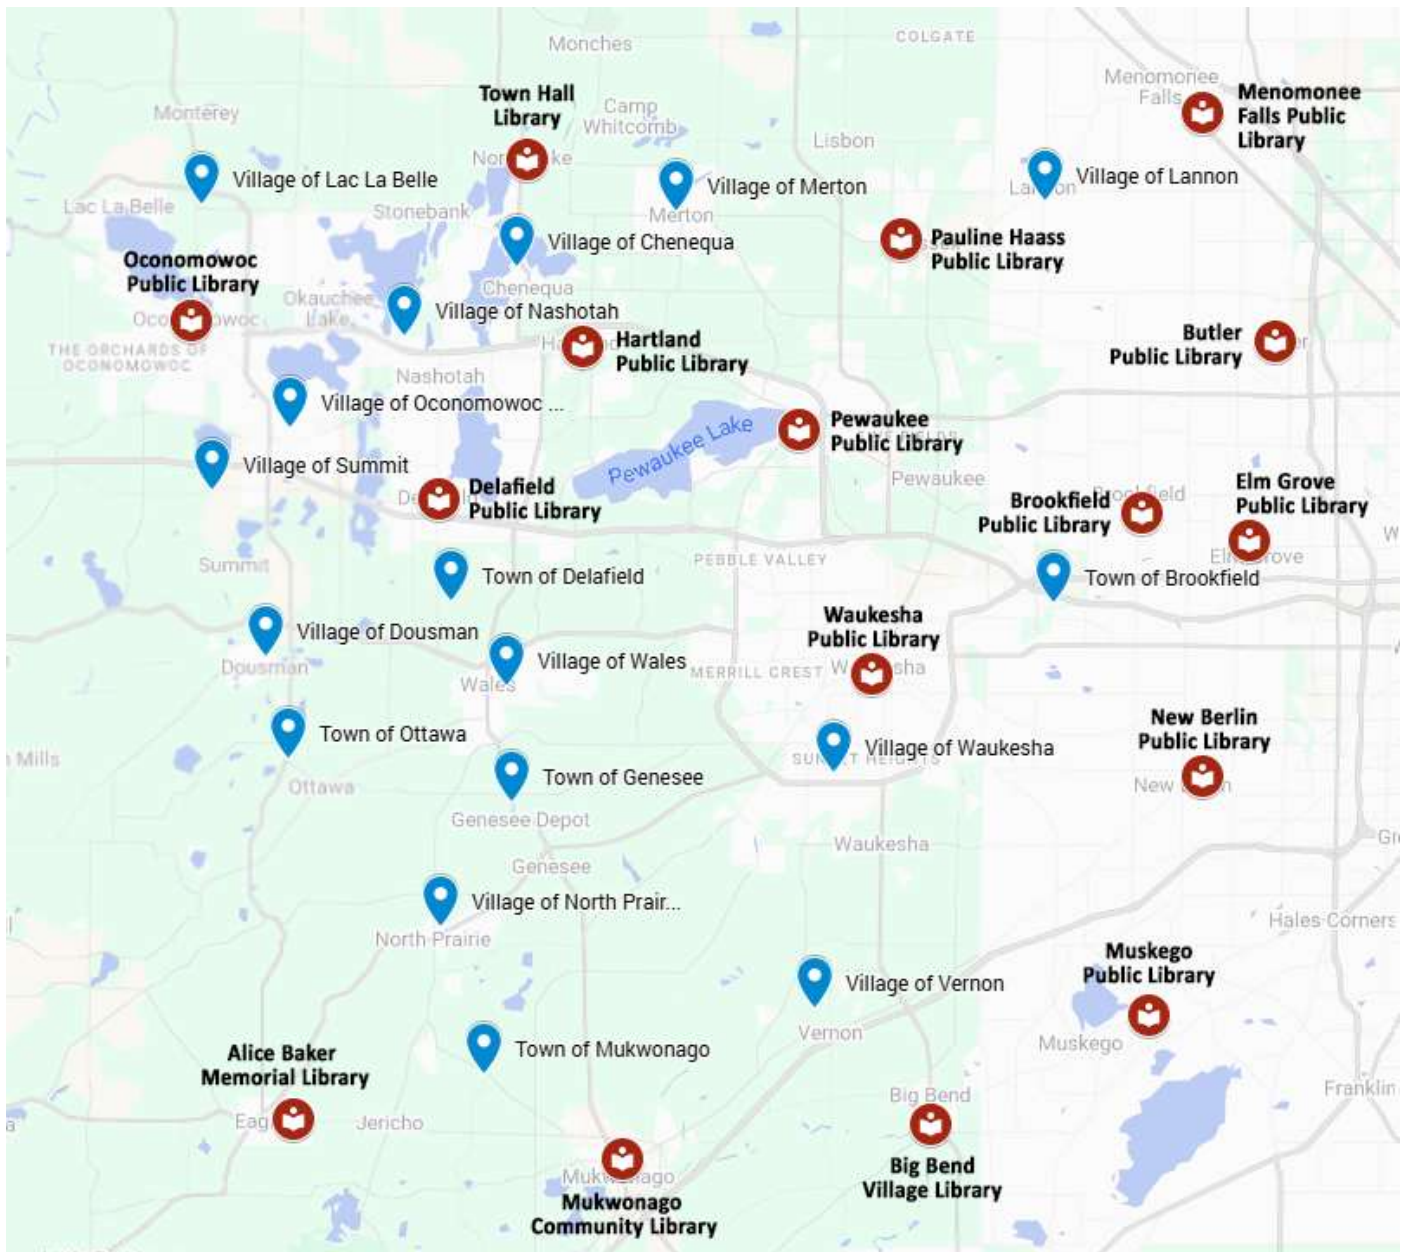 Monches
COLGATE
Menomonee
Falls
Menomonee
Falls Public
Library
Town Hall
Library
Camp
Whitcomb
Monterey
Lisbon
Village of Lac La Belle
Village of Merton
Village of Lannon
Lac La Belle
Stonebank
Merton
Pauline Haass
Public Library
Village of Chenequa
Oconomowoc
Public Library
Chenequa
Okauchee
Lake
Village of Nashotah
THE ORCHARDS OF
OCONOMOWOC
Hartland
Public Library
Butler
Public Library
Nashotah
Village of Oconomowoc ...
Pewaukee Lake
Pewaukee
Public Library
Village of Summit
Pewaukee
Delafield
Public Library
Brookfield
Public Library
Elm Grove
Public Library
Summit
PEBBLE VALLEY
Town of Delafield
Town of Brookfield
Village of Dousman
Dousman
Waukesha
Public Library
Village of Wales
Wales
MERRILL CREST
Town of Ottawa
New Berlin
Public Library
Village of Waukesha
Mills
Ottawa
Town of Genesee
Genesee Depot
Waukesha
Genesee
Village of North Prair...
North Prairie
Hales Corners
Muskego
Public Library
Village of Vernon
Vernon
Muskego
Town of Mukwonago
Alice Baker
Memorial Library
Jericho
Big Bend
Franklin
Big Bend
Village Library
Mukwonago
Community Library